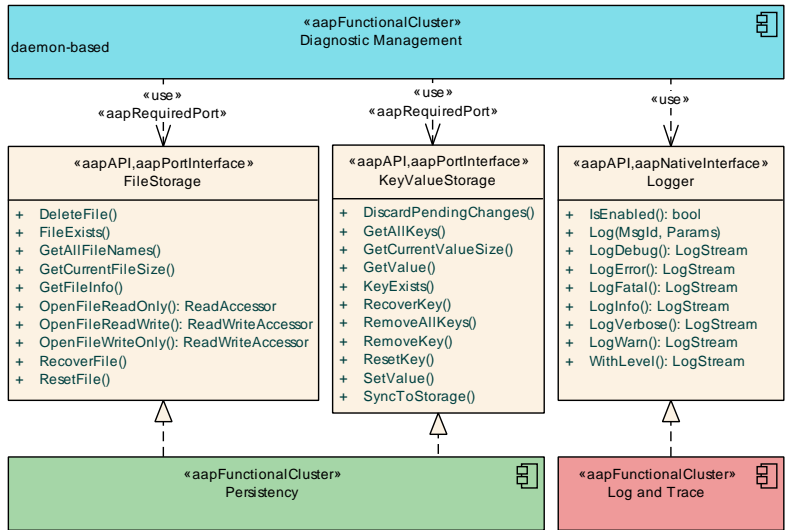 «aapFunctionalCluster»
Diagnostic Management
daemon-based
«use»
«aapRequiredPort»
«use»
«aapRequiredPort»
«use»
«aapAPI,aapPortInterface»
FileStorage
+ DeleteFile()
+ FileExists()
+ GetAllFileNames()
+ GetCurrentFileSize()
+ GetFileInfo()
+ OpenFileReadOnly(): ReadAccessor
+ OpenFileReadWrite(): ReadWriteAccessor
+ OpenFileWriteOnly(): ReadWriteAccessor
+ RecoverFile()
+ ResetFile()
«aapAPI,aapPortInterface»
KeyValueStorage
+ DiscardPendingChanges()
+ GetAllKeys()
+ GetCurrentValueSize()
+ GetValue()
+ KeyExists()
+ RecoverKey()
+ RemoveAllKeys()
+ RemoveKey()
+ ResetKey()
+ SetValue()
+ SyncToStorage()
«aapAPI,aapNativeInterface»
Logger
+ IsEnabled(): bool
+ Log(MsgId, Params)
+ LogDebug(): LogStream
+ LogError(): LogStream
+ LogFatal(): LogStream
+ LogInfo(): LogStream
+ LogVerbose(): LogStream
+ LogWarn(): LogStream
+ WithLevel(): LogStream
«aapFunctionalCluster»
Persistency
«aapFunctionalCluster»
Log and Trace